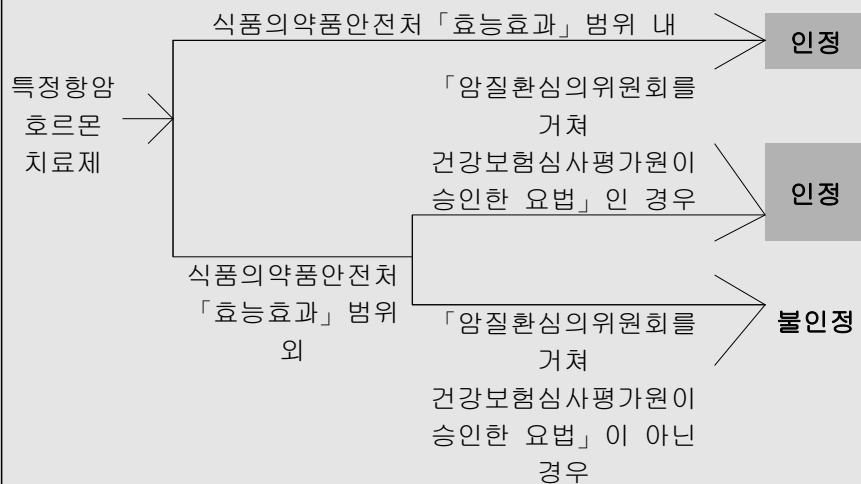 식품의약품안전처「효능효과」범위 내
인정
특정항암
호르몬
치료제
「암질환심의위원회를
거쳐
건강보험심사평가원이
승인한 요법」인 경우
인정
식품의약품안전처
「효능효과」범위
외
「암질환심의위원회를
거쳐
건강보험심사평가원이
승인한 요법」이 아닌
경우
불인정